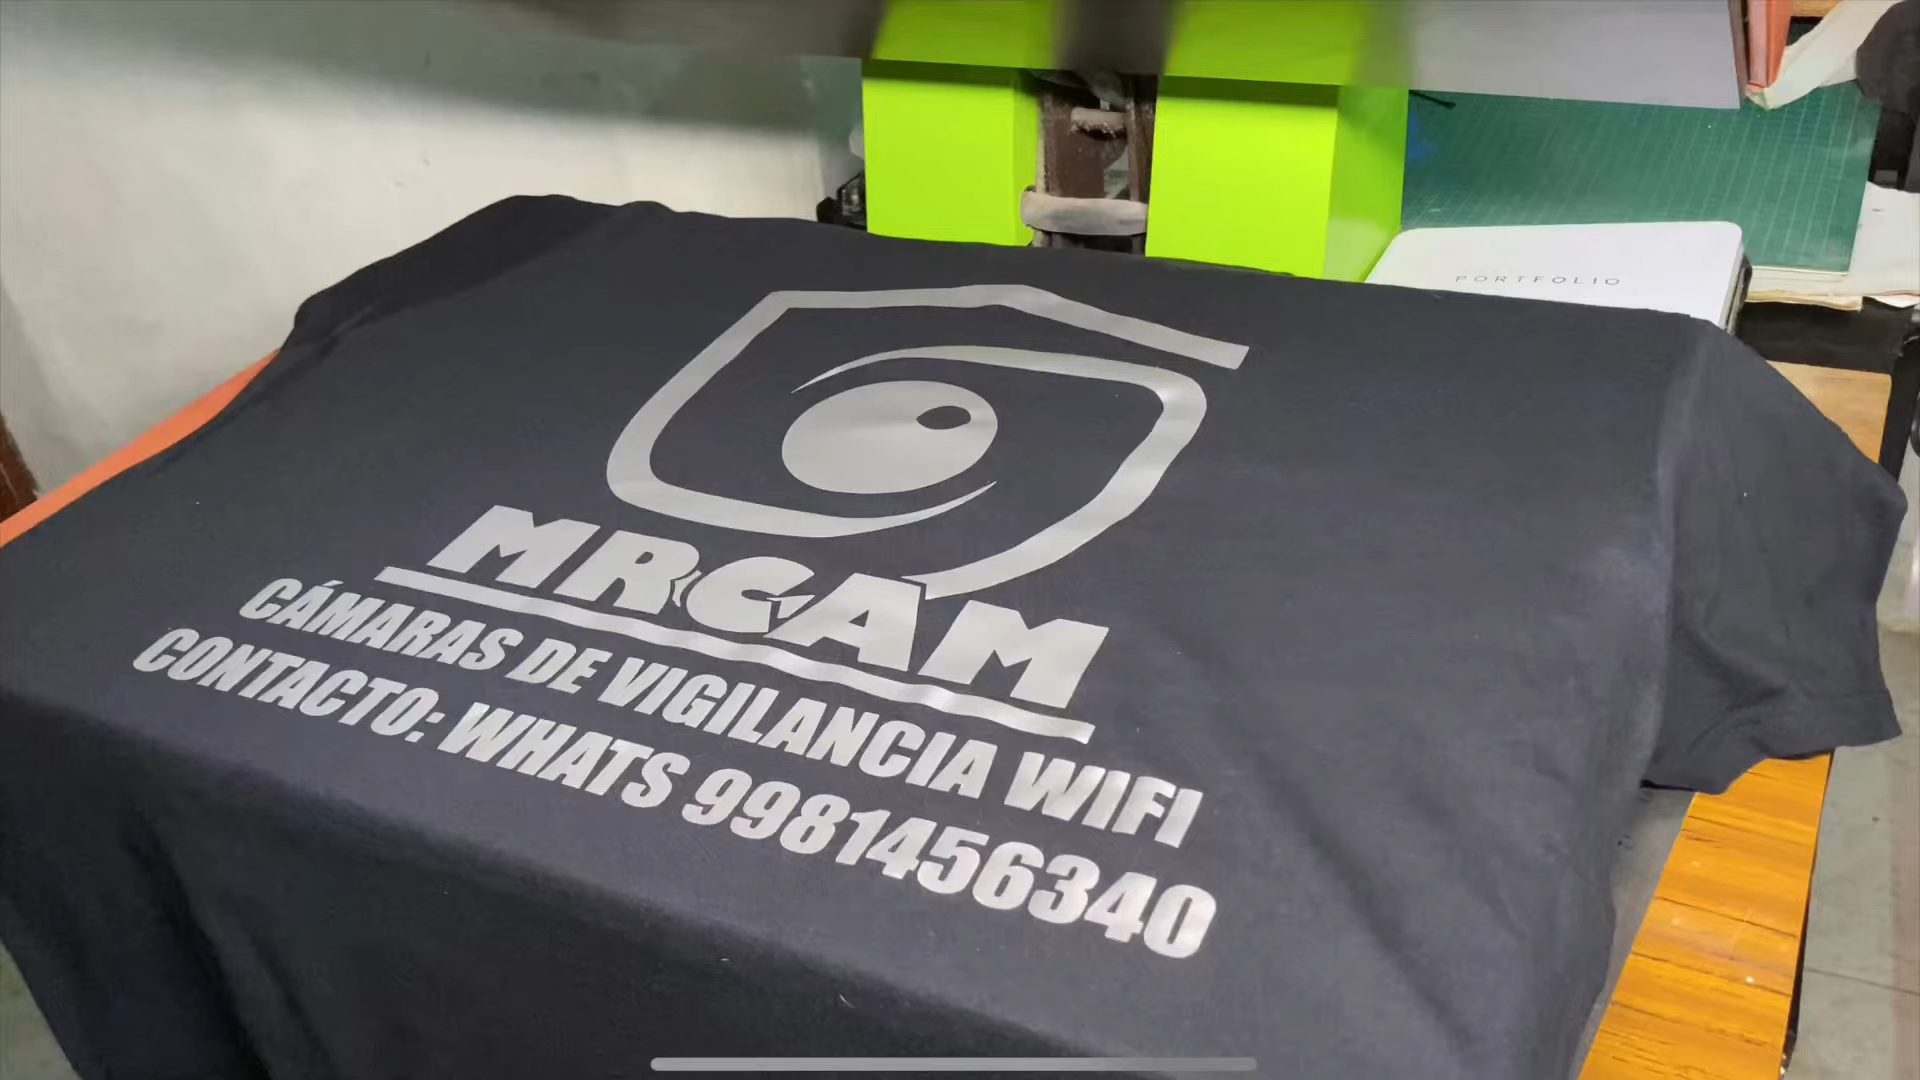 PORTFOLIO
MRCAM
CÁMARAS DE VIGILANCIA WIFI
CONTACTO: WHATS 9981456340